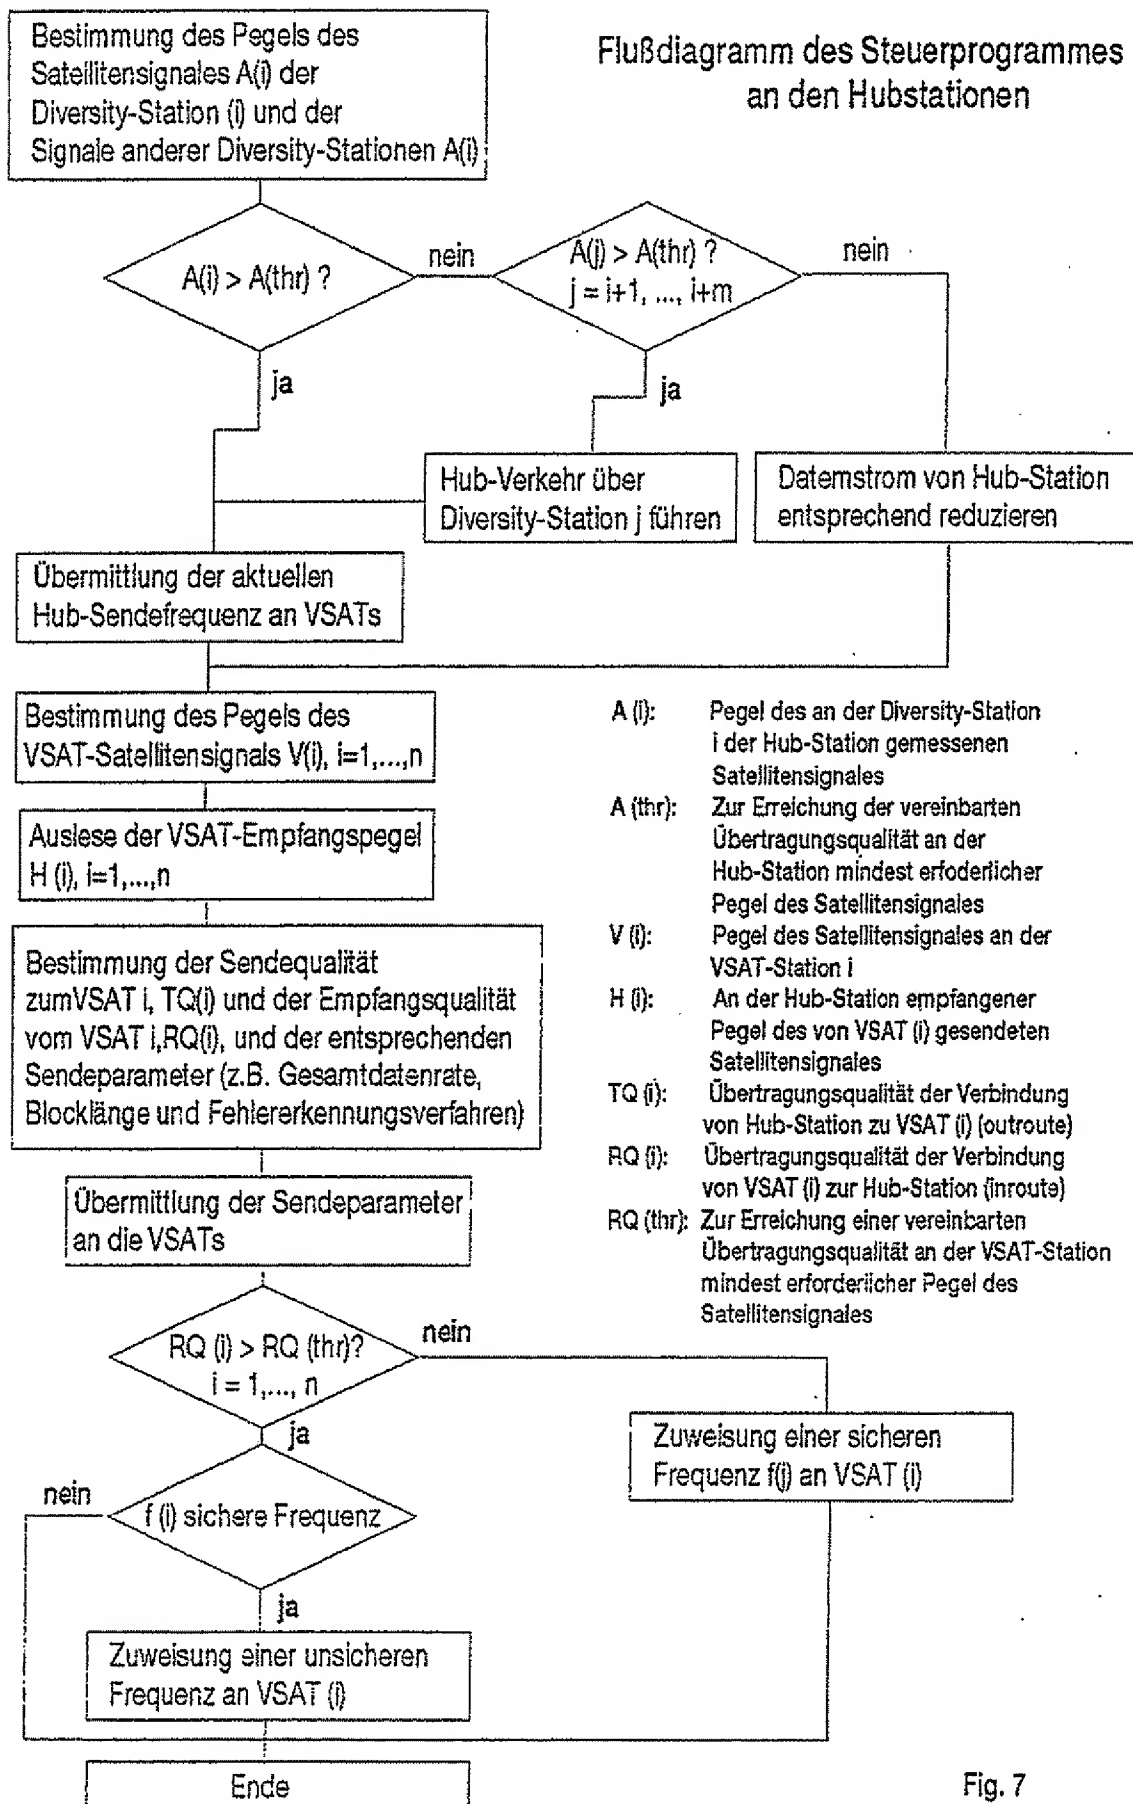 Flußdiagramm des Steuerprogrammes
an den Hubstationen
Bestimmung des Pegels des
Satellitensignales A(i) der
Diversity-Station (i) und der
Signale anderer Diversity-Stationen A(i)
A(i) > A(thr) ?
nein
A(j) > A(thr) ?
j = i+1, ..., i+m
nein
ja
ja
Hub-Verkehr über
Diversity-Station j führen
Datemstrom von Hub-Station
entsprechend reduzieren
Übermittlung der aktuellen
Hub-Sendefrequenz an VSATs
Bestimmung des Pegels des
VSAT-Satellitensignals V(i), i=1,...,n
Auslese der VSAT-Empfangspegel
H (i), i=1,...,n
Bestimmung der Sendequalität
zumVSAT i, TQ(i) und der Empfangsqualität
vom VSAT i,RQ(i), und der entsprechenden
Sendeparameter (z.B. Gesamtdatenrate,
Blocklänge und Fehlererkennungsverfahren)
Übermittlung der Sendeparameter
an die VSATs
A (i): Pegel des an der Diversity-Station
i der Hub-Station gemessenen
Satellitensignales
A (thr): Zur Erreichung der vereinbarten
Übertragungsqualität an der
Hub-Station mindest erfoderlicher
Pegel des Satellitensignales
V (i): Pegel des Satellitensignales an der
VSAT-Station i
H (i): An der Hub-Station empfangener
Pegel des von VSAT (i) gesendeten
Satellitensignales
TQ (i): Übertragungsqualität der Verbindung
von Hub-Station zu VSAT (i) (outroute)
RQ (i): Übertragungsqualität der Verbindung
von VSAT (i) zur Hub-Station (inroute)
RQ (thr): Zur Erreichung einer vereinbarten
Übertragungsqualität an der VSAT-Station
mindest erforderlicher Pegel des
Satellitensignales
RQ (i) > RQ (thr)?
i = 1,..., n
nein
ja
Zuweisung einer sicheren
Frequenz f(j) an VSAT (i)
nein
f (i) sichere Frequenz
ja
Zuweisung einer unsicheren
Frequenz an VSAT (i)
Ende
Fig. 7